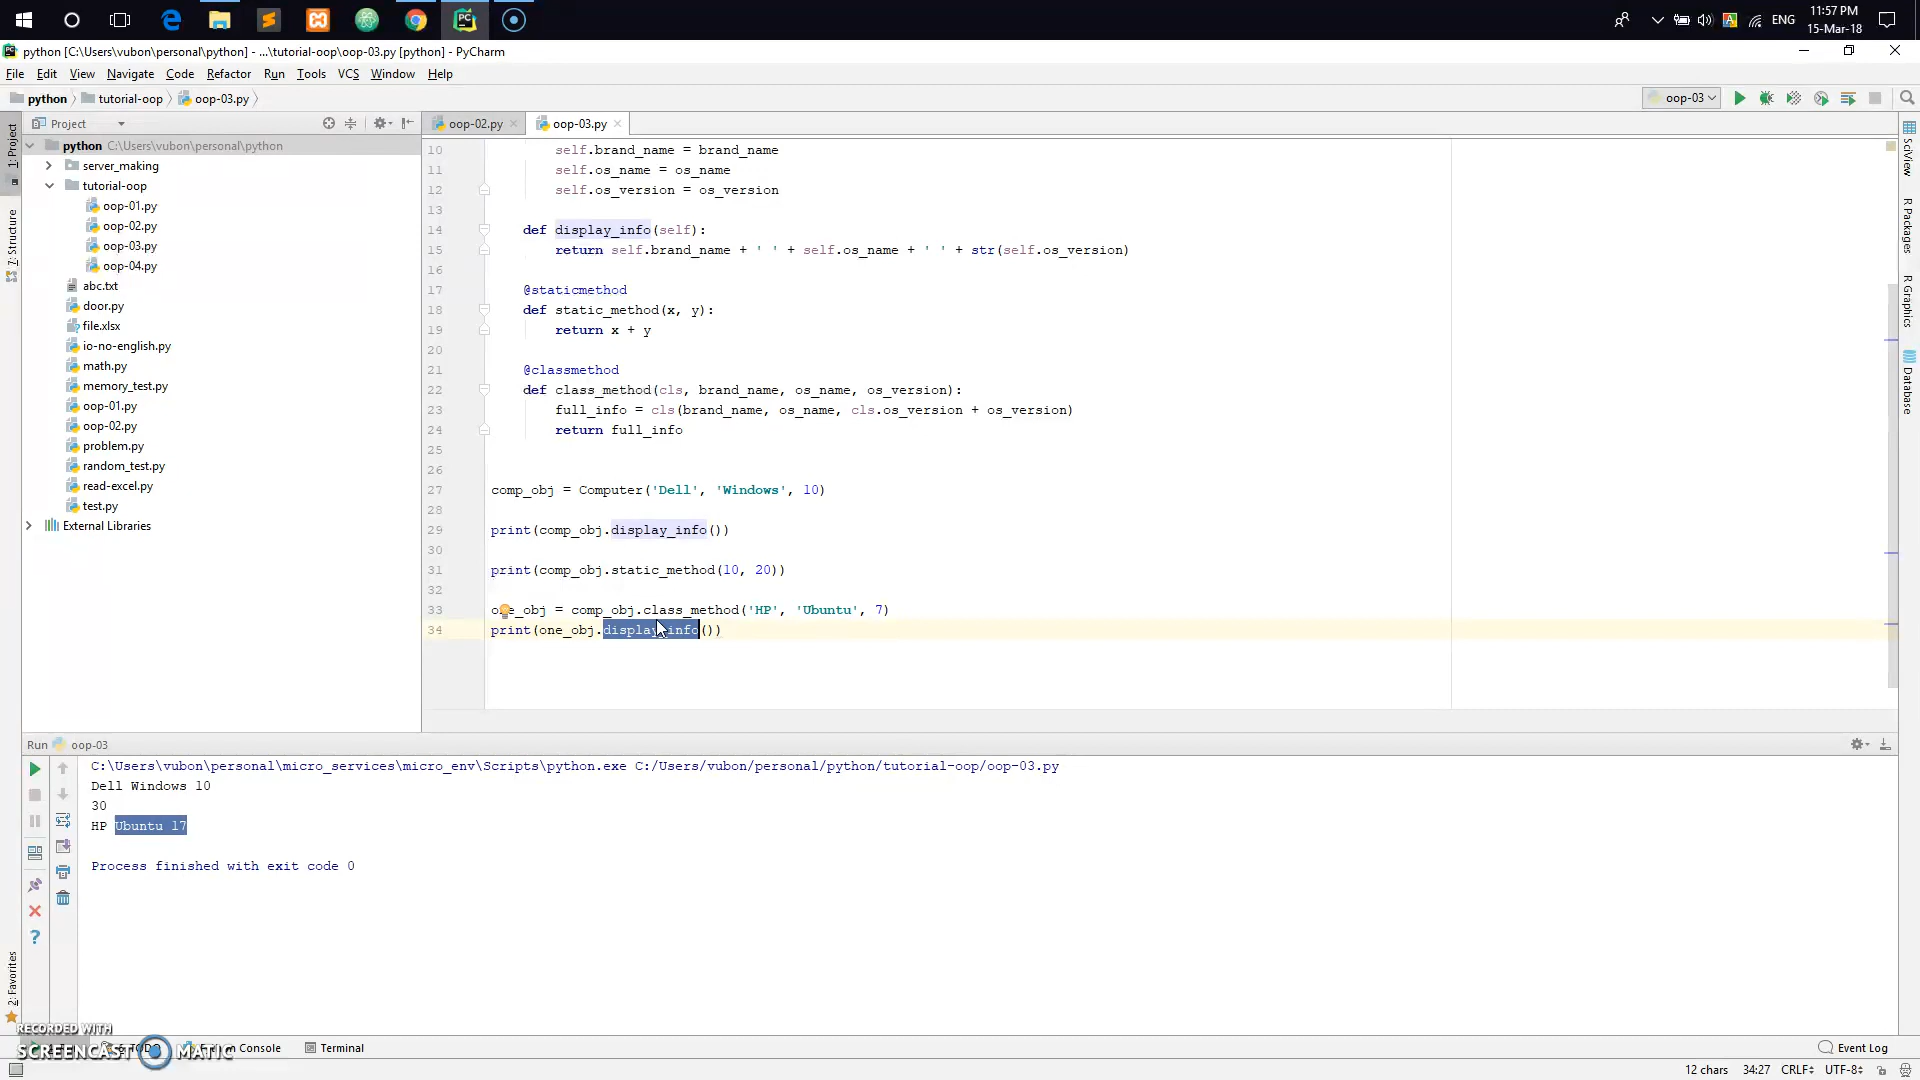 11:57 PM
ENG
15-Mar-18
python [C:\Users\vubon\personal\python] - ...\tutorial-oop\oop-03.py [python] - PyCharm
File Edit View Navigate Code Refactor Run Tools VCS Window Help
python tutorial-oop oop-03.py
oop-03
Project
oop-02.py
oop-03.py
1: Project
7: Structure
2: Favorites
SciView
R Packages
R Graphics
Database
python C:\Users\vubon\personal\python
server_making
tutorial-oop
oop-01.py
oop-02.py
oop-03.py
oop-04.py
abc.txt
door.py
file.xlsx
io-no-english.py
math.py
memory_test.py
oop-01.py
oop-02.py
problem.py
random_test.py
read-excel.py
test.py
External Libraries
10 self.brand_name = brand_name
11 self.os_name = os_name
12 self.os_version = os_version
13
14 def display_info(self):
15 return self.brand_name + ' ' + self.os_name + ' ' + str(self.os_version)
16
17 @staticmethod
18 def static_method(x, y):
19 return x + y
20
21 @classmethod
22 def class_method(cls, brand_name, os_name, os_version):
23 full_info = cls(brand_name, os_name, cls.os_version + os_version)
24 return full_info
25
26
27 comp_obj = Computer('Dell', 'Windows', 10)
28
29 print(comp_obj.display_info())
30
31 print(comp_obj.static_method(10, 20))
32
33 one_obj = comp_obj.class_method('HP', 'Ubuntu', 7)
34 print(one_obj.display_info())
Run oop-03
C:\Users\vubon\personal\micro_services\micro_env\Scripts\python.exe C:/Users/vubon/personal/python/tutorial-oop/oop-03.py
Dell Windows 10
30
HP Ubuntu 17
Process finished with exit code 0
RECORDED WITH
SCREENCAST MATIC
TODO
Console
Terminal
Event Log
12 chars 34:27 CRLF UTF-8